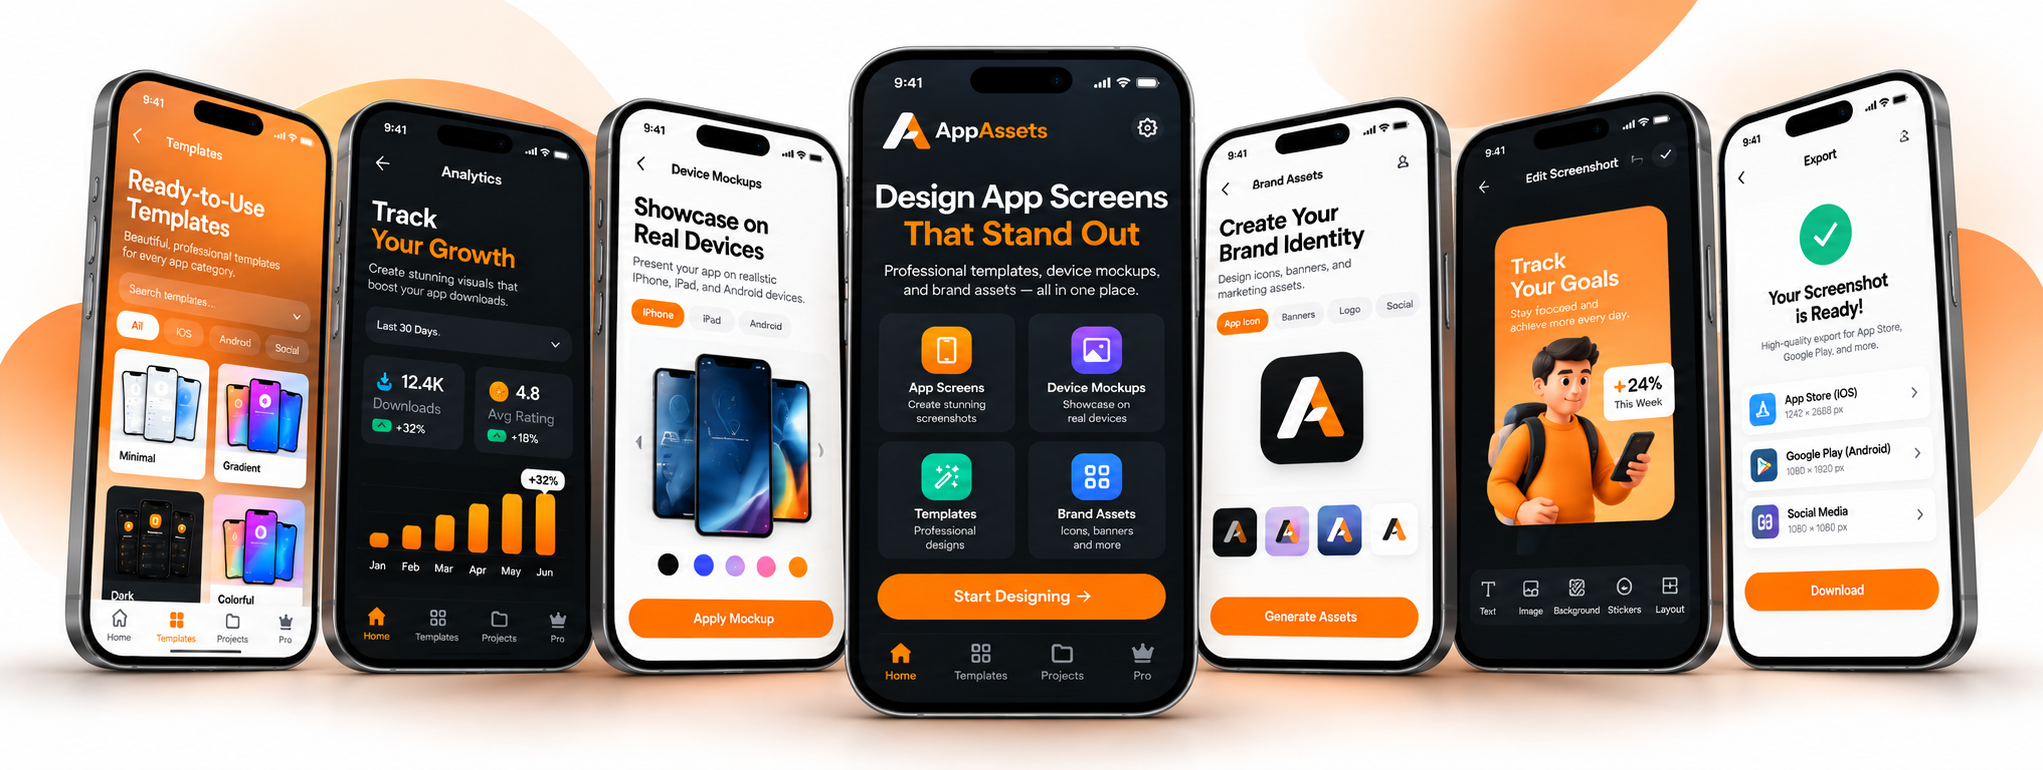 9:41
Templates
Ready-to-Use
Templates
Beautiful, professional templates
for every app category.
Search templates...
All
iOS
Android
Social
Minimal
Gradient
Dark
Colorful
Home
Templates
Projects
Pro
9:41
Analytics
Track
Your Growth
Create stunning visuals that
boost your app downloads.
Last 30 Days.
12.4K
Downloads
+32%
4.8
Avg Rating
+18%
+32%
Jan Feb Mar Apr May Jun
Home
Templates
Projects
Pro
9:41
Device Mockups
Showcase on
Real Devices
Present your app on realistic
iPhone, iPad, and Android devices.
iPhone
iPad
Android
Apply Mockup
9:41
AppAssets
Design App Screens
That Stand Out
Professional templates, device mockups,
and brand assets — all in one place.
App Screens
Create stunning
screenshots
Device Mockups
Showcase on
real devices
Templates
Professional
designs
Brand Assets
Icons, banners
and more
Start Designing →
Home
Templates
Projects
Pro
9:41
Brand Assets
Create Your
Brand Identity
Design icons, banners, and
marketing assets.
App Icon
Banners
Logo
Social
Generate Assets
9:41
Edit Screenshort
Track
Your Goals
Stay foccced and
achieve more every day.
+24%
This Week
Text
Image
Background
Stickers
Layout
9:41
Export
Your Screenshot
is Ready!
High-quality export for App Store,
Google Play, and more.
App Store (iOS)
1242 × 2688 px
Google Play (Android)
1080 × 1920 px
Social Media
1080 × 1080 px
Download